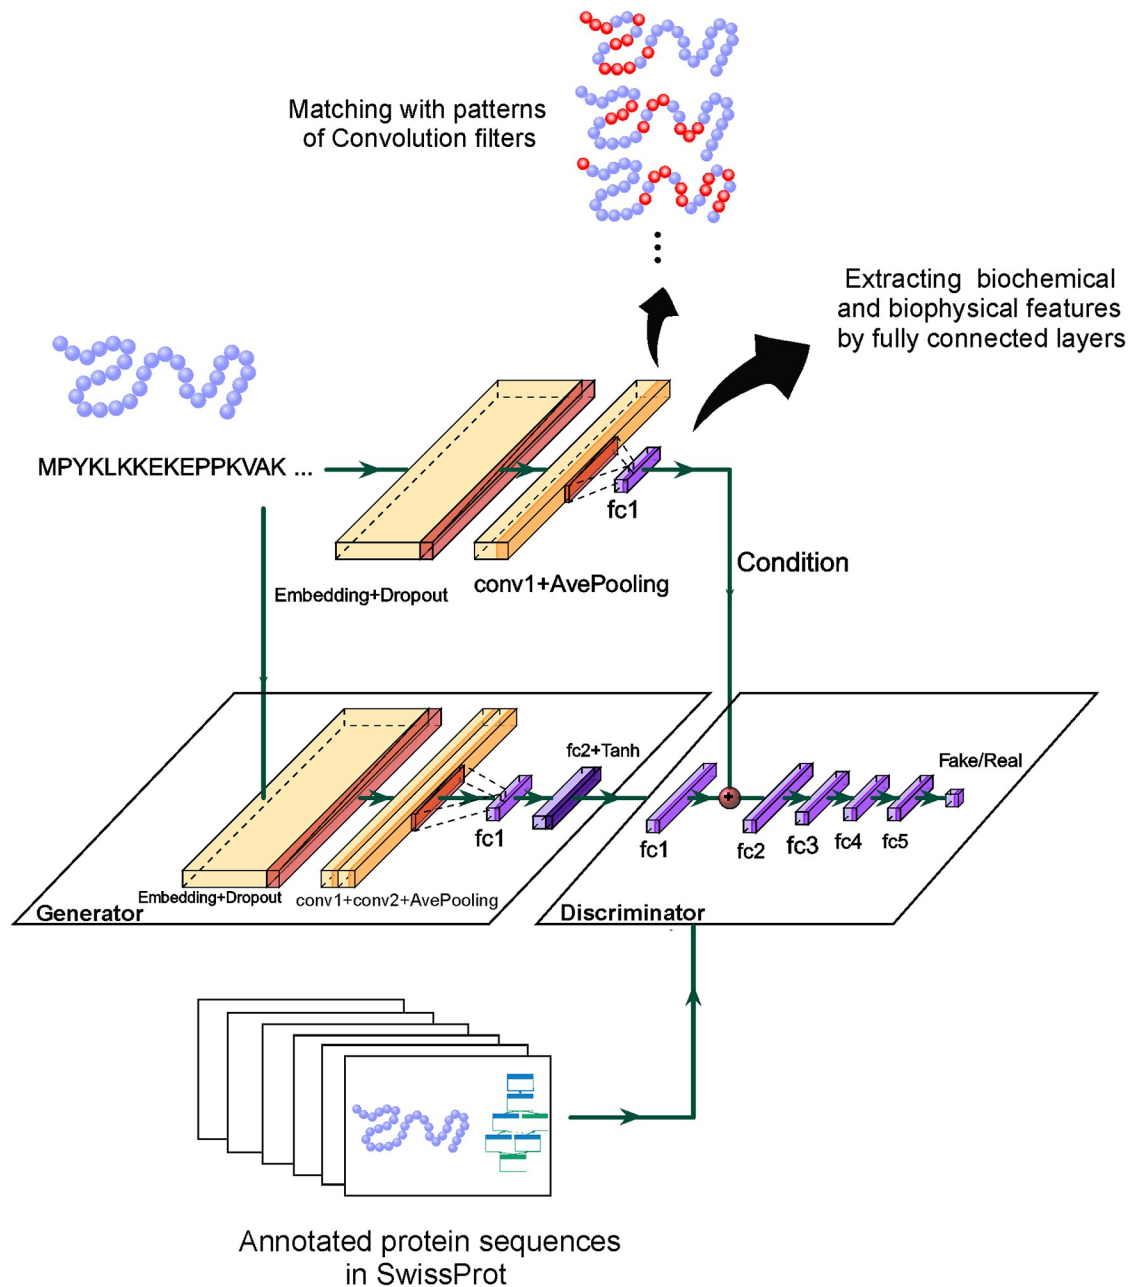 Matching with patterns
of Convolution filters
Extracting biochemical
and biophysical features
by fully connected layers
MPYKLKKEKEPPKVAK ...
fc1
Condition
Embedding+Dropout
conv1+AvePooling
fc2+Tanh
Fake/Real
fc1
fc1
fc2
fc3
fc4
fc5
Embedding+Dropout
conv1+conv2+AvePooling
Generator
Discriminator
Annotated protein sequences
in SwissProt